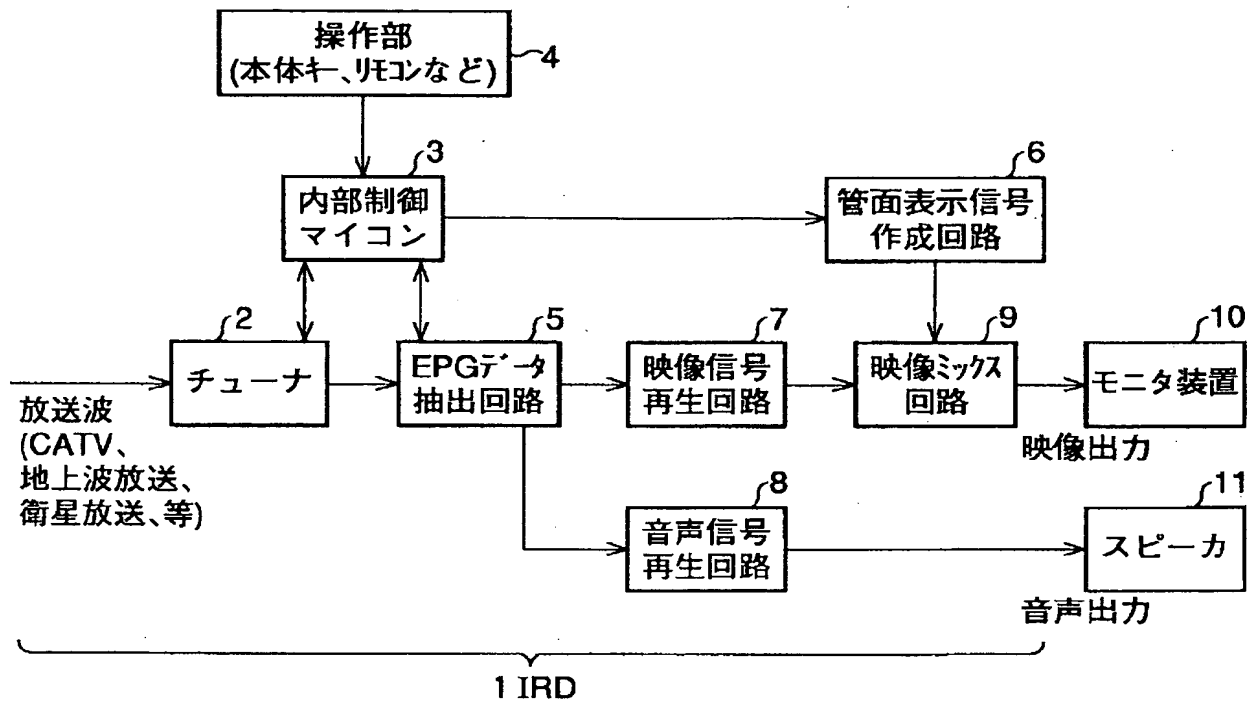 操作部
(本体キー、リモコンなど)
4
3
内部制御
マイコン
6
管面表示信号
作成回路
2
チューナ
5
EPGデータ
抽出回路
7
映像信号
再生回路
9
映像ミックス
回路
10
モニタ装置
放送波
(CATV、
地上波放送、
衛星放送、等)
映像出力
8
音声信号
再生回路
11
スピーカ
音声出力
1 IRD